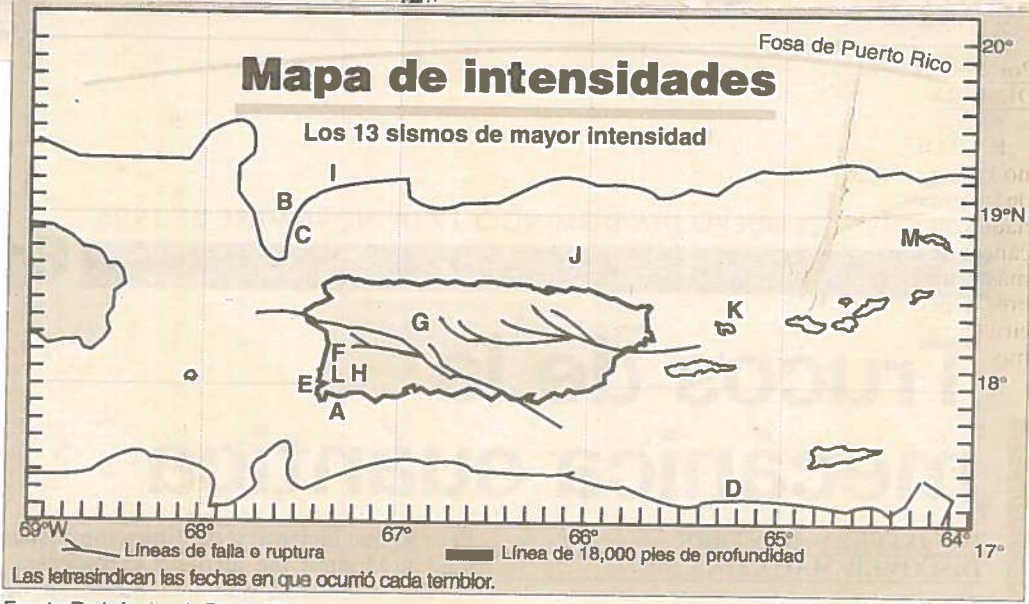 Fosa de Puerto Rico
20°
Mapa de intensidades
Los 13 sismos de mayor intensidad
I
B
19°N
C
M
J
K
G
F
18°
L H
E
A
D
69°W
68°
67°
66°
65°
64°
17°
Líneas de falla o ruptura
Línea de 18,000 pies de profundidad
Las letrasindican las fechas en que ocurrió cada temblor.